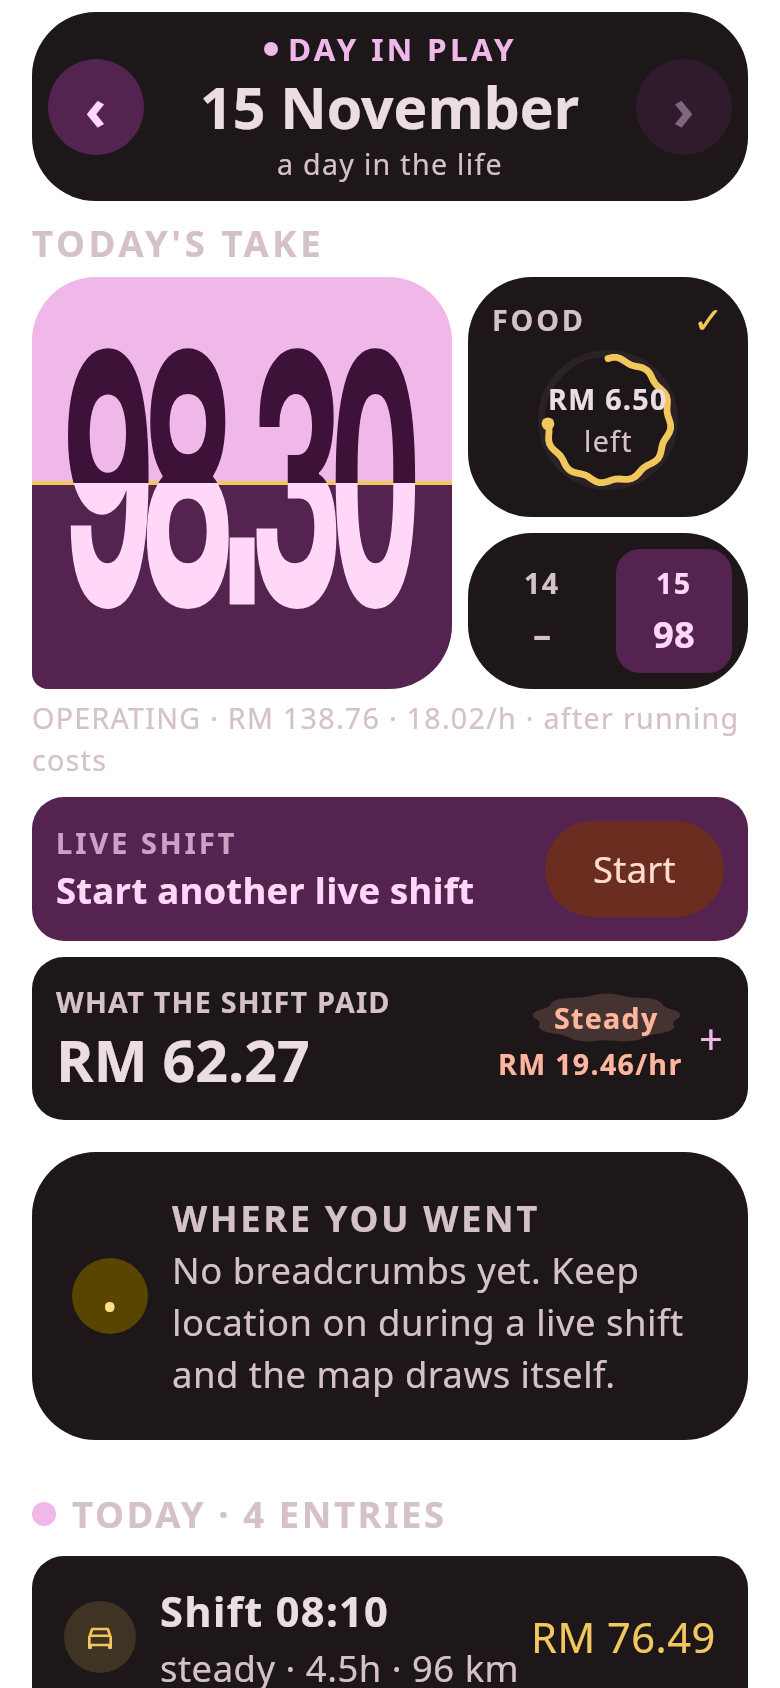 DAY IN PLAY
‹
15 November
›
a day in the life
TODAY'S TAKE
98.30
FOOD ✓
RM 6.50
left
14 15
– 98
OPERATING · RM 138.76 · 18.02/h · after running
costs
LIVE SHIFT
Start another live shift
Start
WHAT THE SHIFT PAID
RM 62.27
Steady
RM 19.46/hr
+
WHERE YOU WENT
No breadcrumbs yet. Keep
location on during a live shift
and the map draws itself.
TODAY · 4 ENTRIES
Shift 08:10
steady · 4.5h · 96 km
RM 76.49